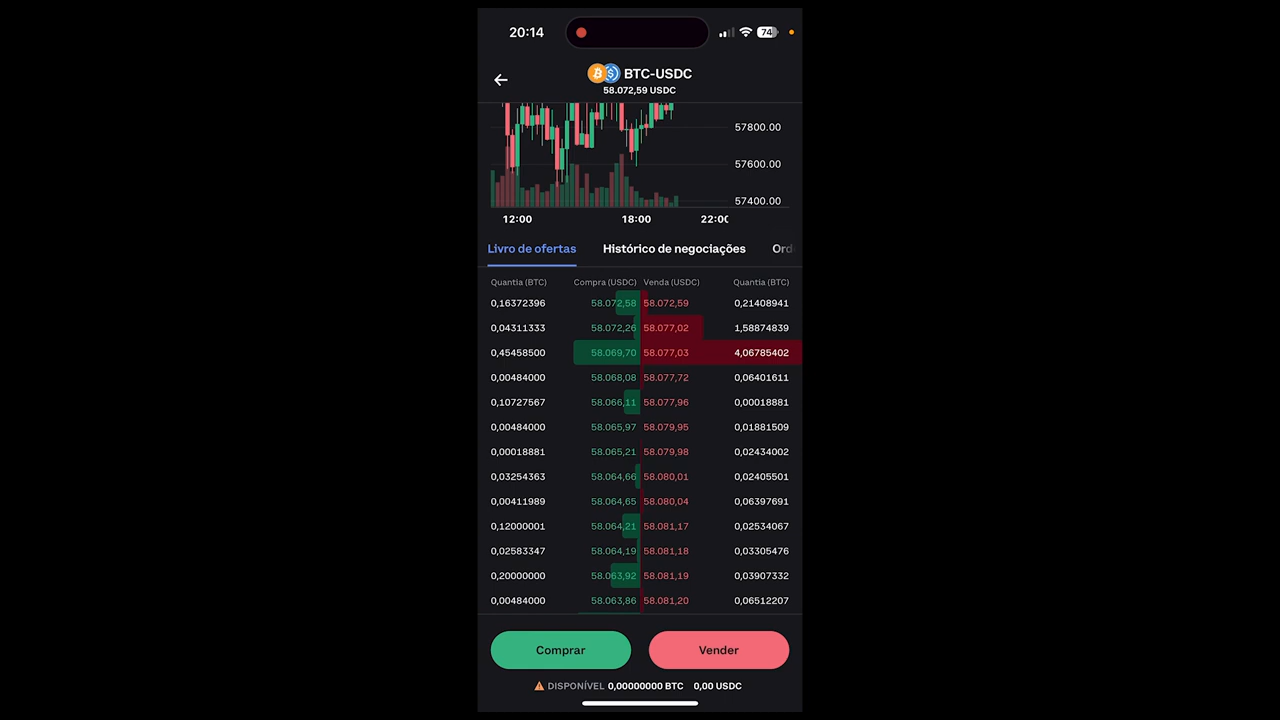 20:14
74
BTC-USDC
58.072,59 USDC
57800.00
57600.00
57400.00
12:00 18:00 22:0
Livro de ofertas Histórico de negociações Ord
Quantia (BTC) Compra (USDC) Venda (USDC) Quantia (BTC)
0,16372396 58.072,58 58.072,59 0,21408941
0,04311333 58.072,26 58.077,02 1,58874839
0,45458500 58.069,70 58.077,03 4,06785402
0,00484000 58.068,08 58.077,72 0,06401611
0,10727567 58.066,11 58.077,96 0,00018881
0,00484000 58.065,97 58.079,95 0,01881509
0,00018881 58.065,21 58.079,98 0,02434002
0,03254363 58.064,66 58.080,01 0,02405501
0,00411989 58.064,65 58.080,04 0,06397691
0,12000001 58.064,21 58.081,17 0,02534067
0,02583347 58.064,19 58.081,18 0,03305476
0,20000000 58.063,92 58.081,19 0,03907332
0,00484000 58.063,86 58.081,20 0,06512207
Comprar Vender
DISPONÍVEL 0,00000000 BTC 0,00 USDC